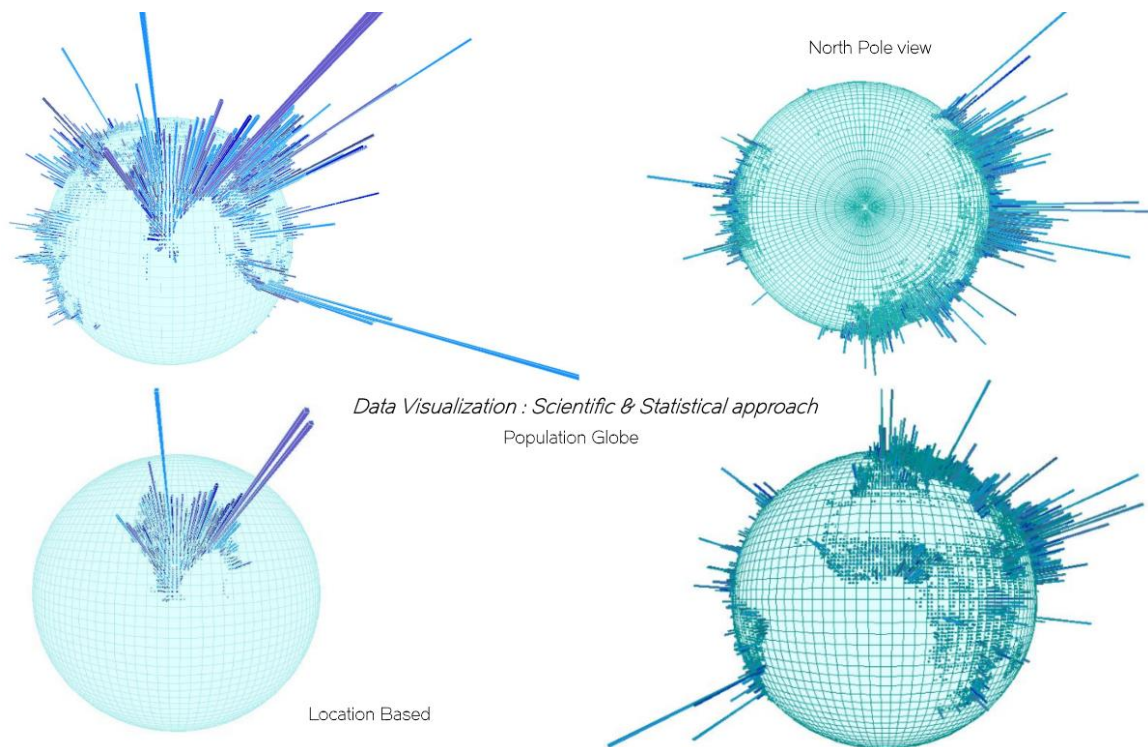 North Pole view
Data Visualization : Scientific & Statistical approach
Population Globe
Location Based